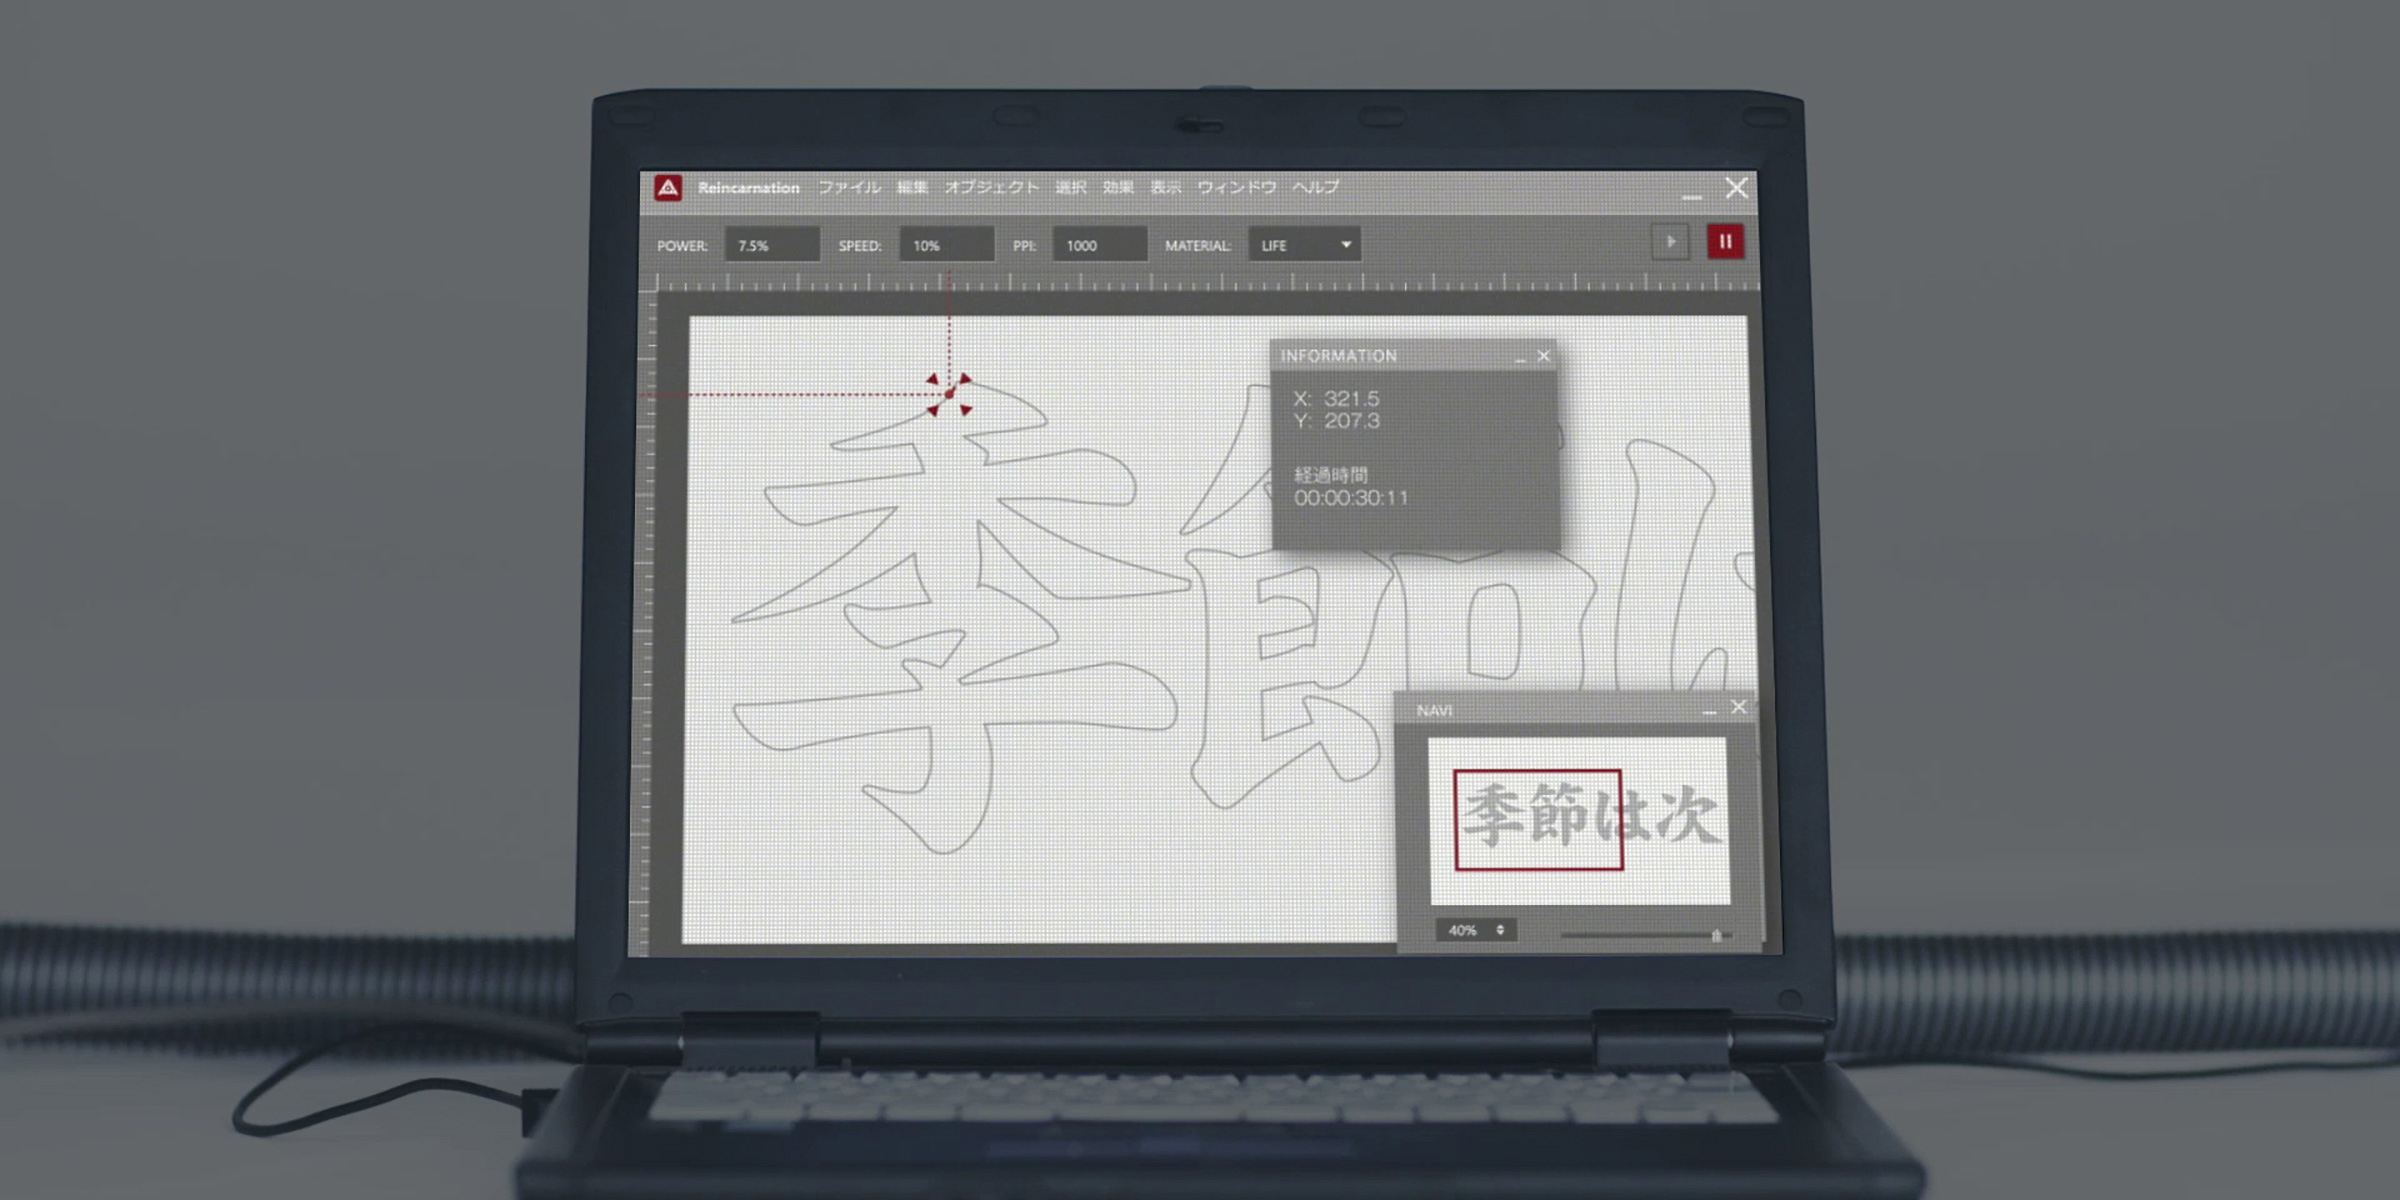 Reincarnation ファイル 編集 オブジェクト 選択 効果 表示 ウィンドウ ヘルプ
POWER: 7.5% SPEED: 10% PPI: 1000 MATERIAL: LIFE
INFORMATION
X: 321.5
Y: 207.3
経過時間
00:00:30:11
季節は
NAVI
季節は次
40%